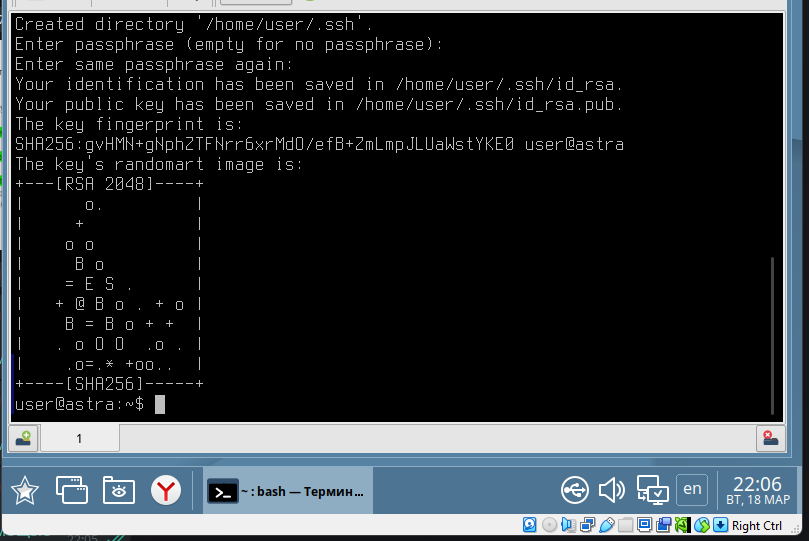 Created directory '/home/user/.ssh'.
Enter passphrase (empty for no passphrase):
Enter same passphrase again:
Your identification has been saved in /home/user/.ssh/id_rsa.
Your public key has been saved in /home/user/.ssh/id_rsa.pub.
The key fingerprint is:
SHA256:gvHMN+gNphZTFNrr6xrMdO/efB+ZmLmpJLUaWstYKE0 user@astra
The key's randomart image is:
+---[RSA 2048]----+
|      o.         |
|     +           |
|    o o          |
|     B o         |
|    = E S .      |
|   + @ B o . + o |
|    B = B o + +  |
|   . o O O  .o . |
|    .o=.* +oo..  |
+----[SHA256]-----+
user@astra:~$
1
~ : bash — Термин...
en
22:06
ВТ, 18 МАР
Right Ctrl
22:05